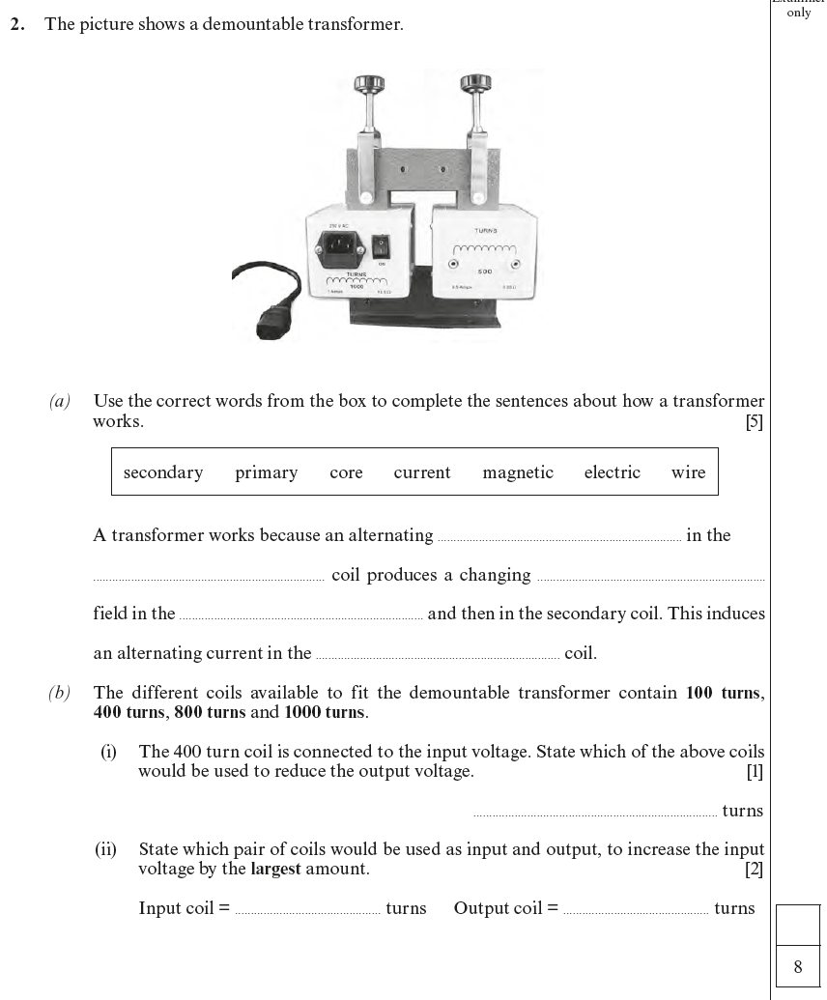 Examiner
only
2. The picture shows a demountable transformer.
250 V AC
ON
TURNS
1000
TURNS
500
(a) Use the correct words from the box to complete the sentences about how a transformer
works. [5]
secondary primary core current magnetic electric wire
A transformer works because an alternating ........ in the
........ coil produces a changing ........
field in the ........ and then in the secondary coil. This induces
an alternating current in the ........ coil.
(b) The different coils available to fit the demountable transformer contain 100 turns,
400 turns, 800 turns and 1000 turns.
(i) The 400 turn coil is connected to the input voltage. State which of the above coils
would be used to reduce the output voltage. [1]
........ turns
(ii) State which pair of coils would be used as input and output, to increase the input
voltage by the largest amount. [2]
Input coil = ........ turns Output coil = ........ turns
8